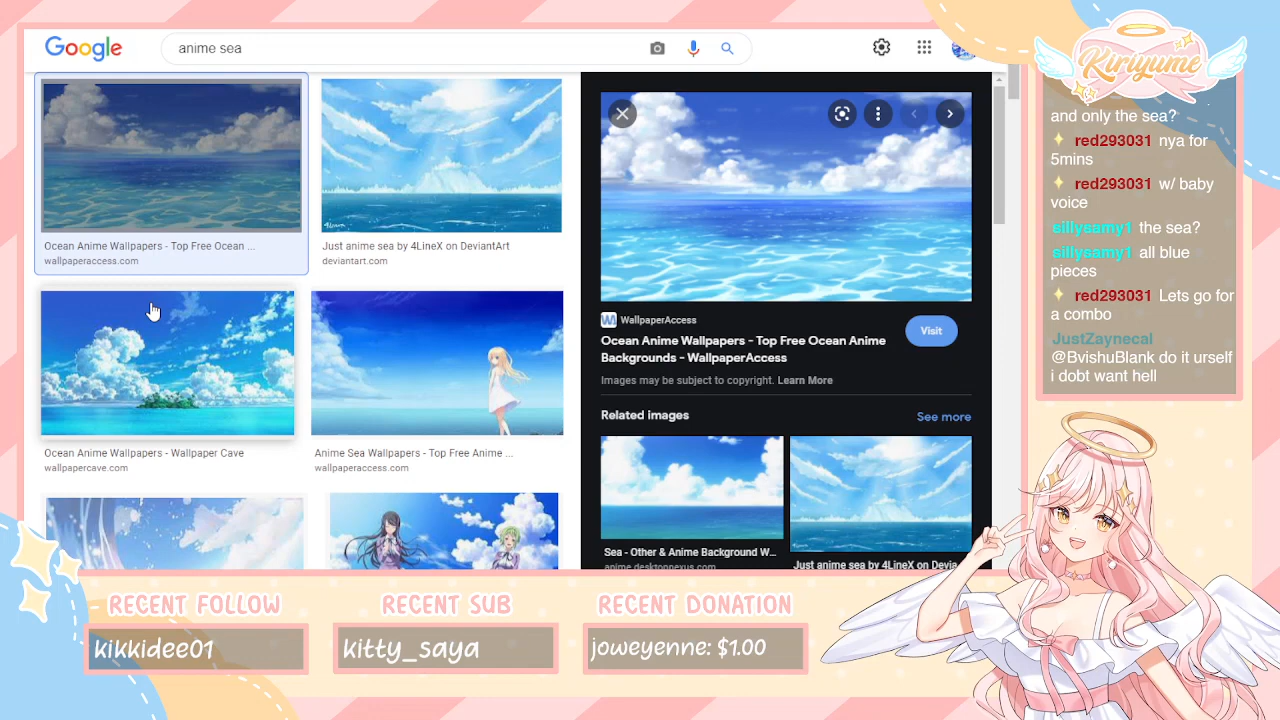 Google
anime sea
Ocean Anime Wallpapers - Top Free Ocean ...
wallpaperaccess.com
Just anime sea by 4LineX on DeviantArt
deviantart.com
Ocean Anime Wallpapers - Wallpaper Cave
wallpapercave.com
Anime Sea Wallpapers - Top Free Anime ...
wallpaperaccess.com
WallpaperAccess
Ocean Anime Wallpapers - Top Free Ocean Anime
Backgrounds - WallpaperAccess
Visit
Images may be subject to copyright. Learn More
Related images
See more
Sea - Other & Anime Background W...
anime.desktopnexus.com
Just anime sea by 4LineX on Devia
Kiriyume
and only the sea?
red293031 nya for
5mins
red293031 w/ baby
voice
sillysamy1 the sea?
sillysamy1 all blue
pieces
red293031 Lets go for
a combo
JustZaynecal
@BvishuBlank do it urself
i dobt want hell
RECENT FOLLOW
kikkidee01
RECENT SUB
kitty_saya
RECENT DONATION
joweyenne: $1.00